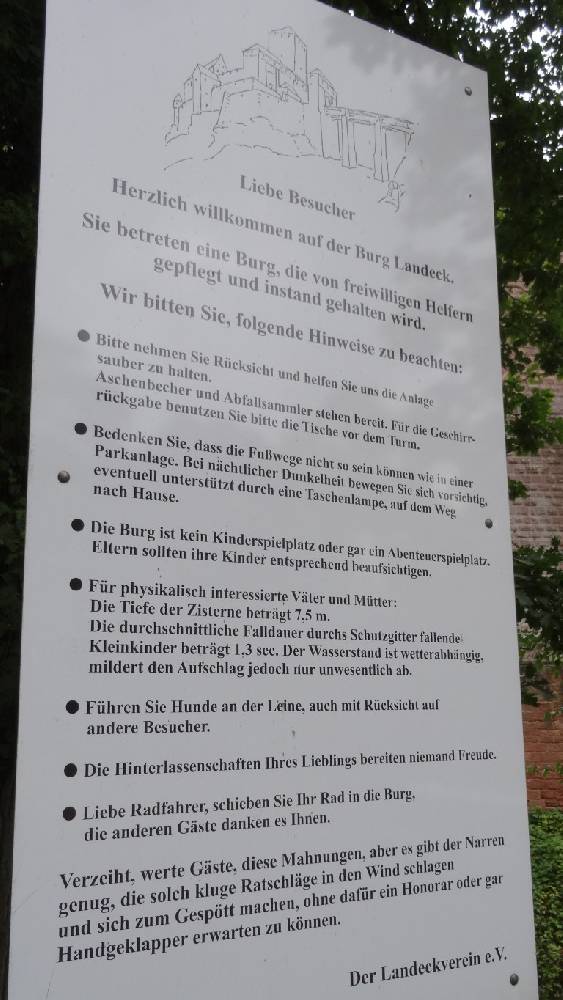 Liebe Besucher
Herzlich willkommen auf der Burg Landeck.
Sie betreten eine Burg, die von freiwilligen Helfern
gepflegt und instand gehalten wird.
Wir bitten Sie, folgende Hinweise zu beachten:
● Bitte nehmen Sie Rücksicht und helfen Sie uns die Anlage
sauber zu halten.
Aschenbecher und Abfallsammler stehen bereit. Für die Geschirr-
rückgabe benutzen Sie bitte die Tische vor dem Turm.
● Bedenken Sie, dass die Fußwege nicht so sein können wie in einer
Parkanlage. Bei nächtlicher Dunkelheit bewegen Sie sich vorsichtig,
eventuell unterstützt durch eine Taschenlampe, auf dem Weg
nach Hause.
● Die Burg ist kein Kinderspielplatz oder gar ein Abenteuerspielplatz.
Eltern sollten ihre Kinder entsprechend beaufsichtigen.
● Für physikalisch interessierte Väter und Mütter:
Die Tiefe der Zisterne beträgt 7,5 m.
Die durchschnittliche Falldauer durchs Schutzgitter fallende
Kleinkinder beträgt 1,3 sec. Der Wasserstand ist wetterabhängig,
mildert den Aufschlag jedoch nur unwesentlich ab.
● Führen Sie Hunde an der Leine, auch mit Rücksicht auf
andere Besucher.
● Die Hinterlassenschaften Ihres Lieblings bereiten niemand Freude.
● Liebe Radfahrer, schieben Sie Ihr Rad in die Burg,
die anderen Gäste danken es Ihnen.
Verzeiht, werte Gäste, diese Mahnungen, aber es gibt der Narren
genug, die solch kluge Ratschläge in den Wind schlagen
und sich zum Gespött machen, ohne dafür ein Honorar oder gar
Handgeklapper erwarten zu können.
Der Landeckverein e.V.